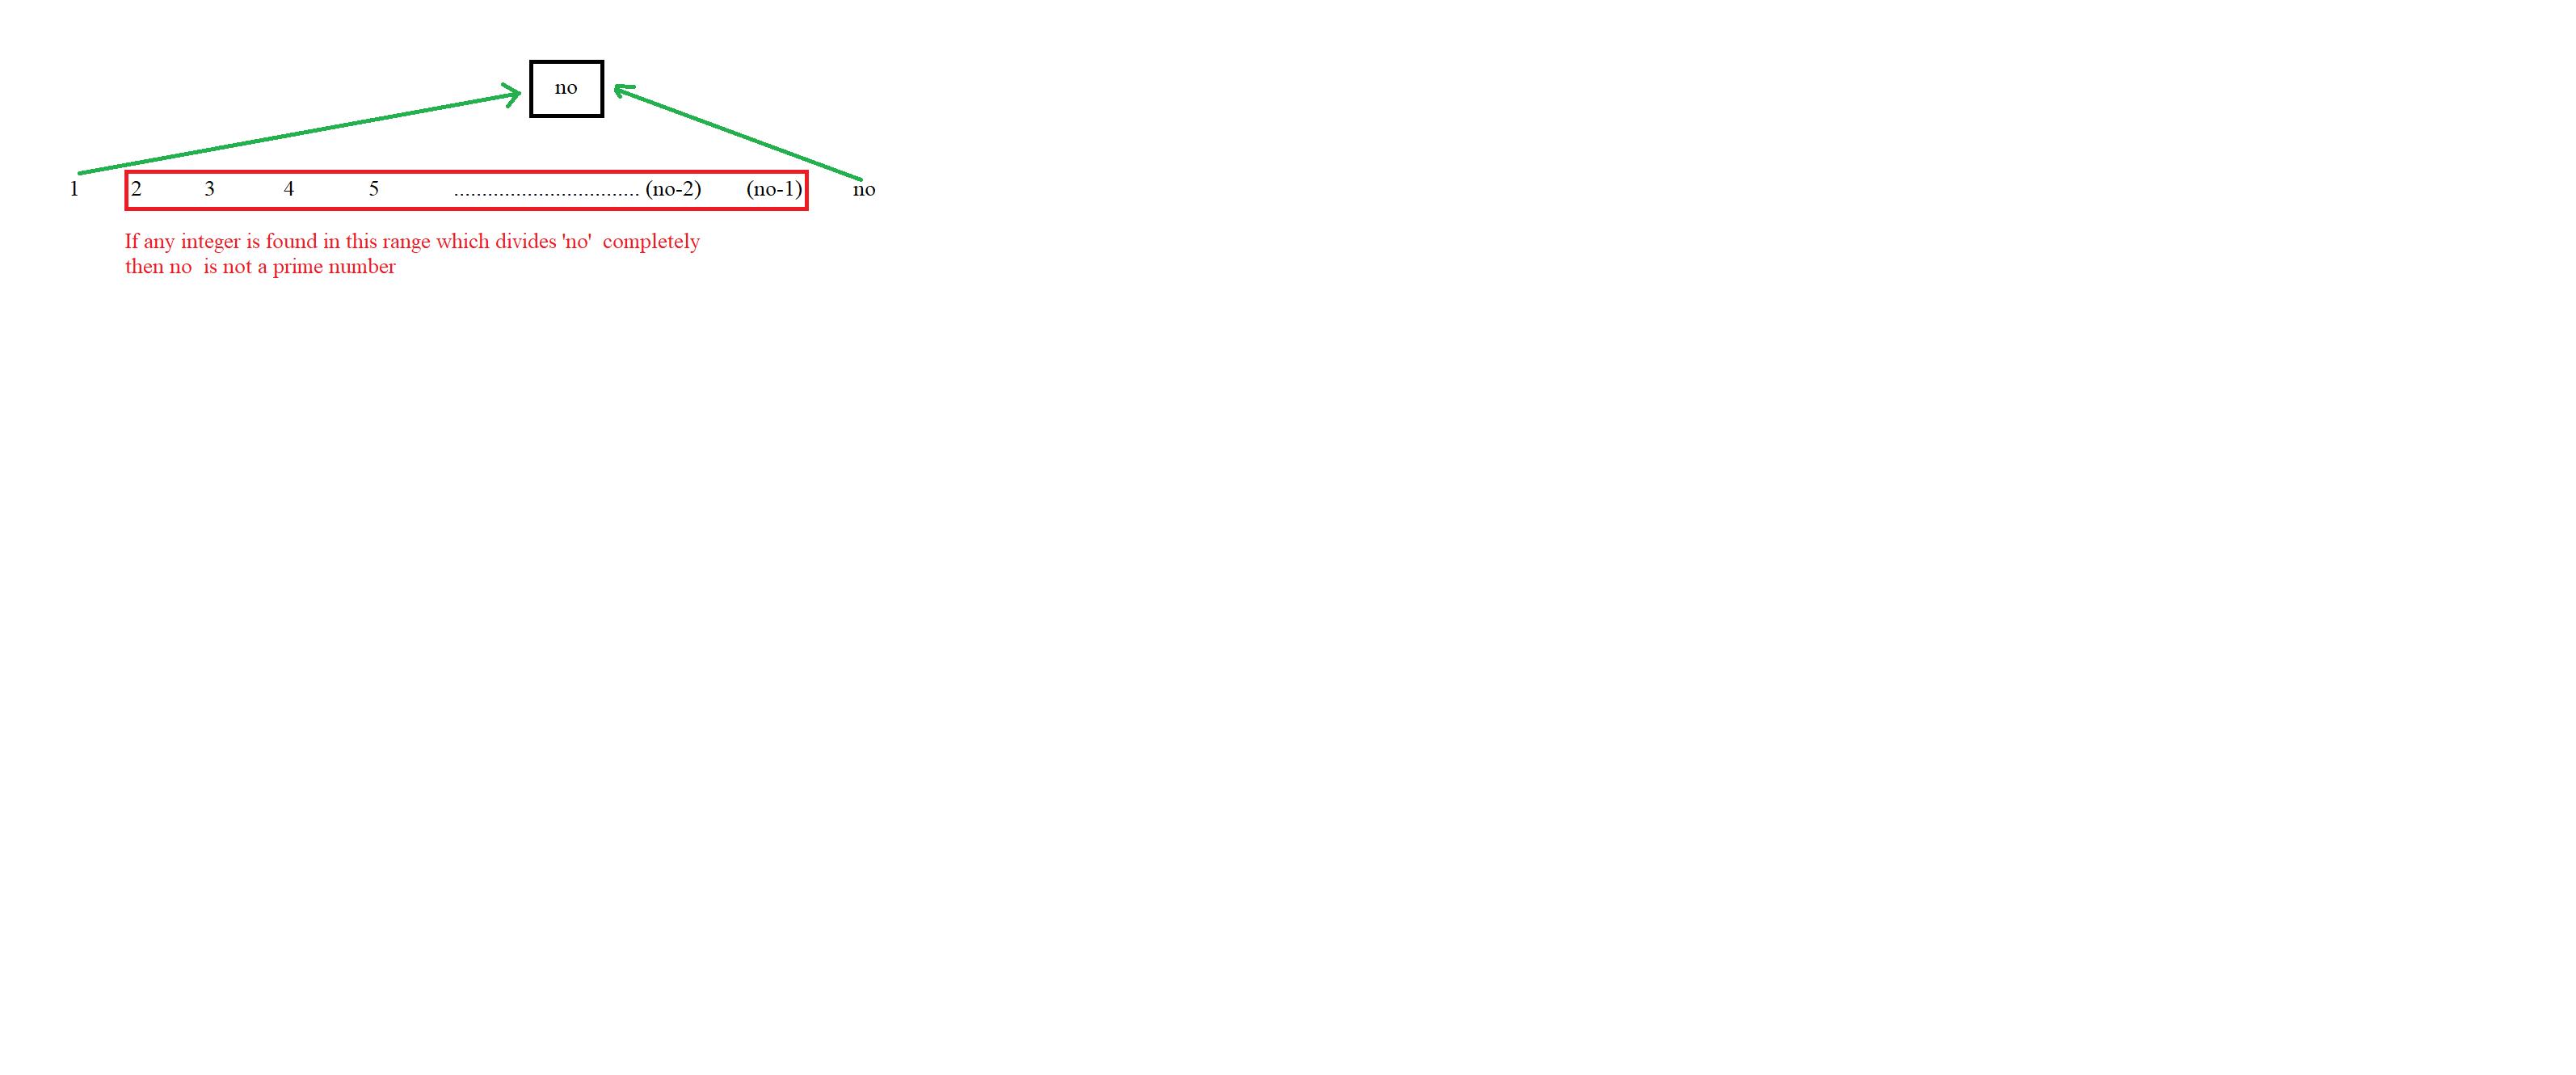 no
1 2 3 4 5 ................................. (no-2) (no-1) no
If any integer is found in this range which divides 'no'  completely
then no  is not a prime number